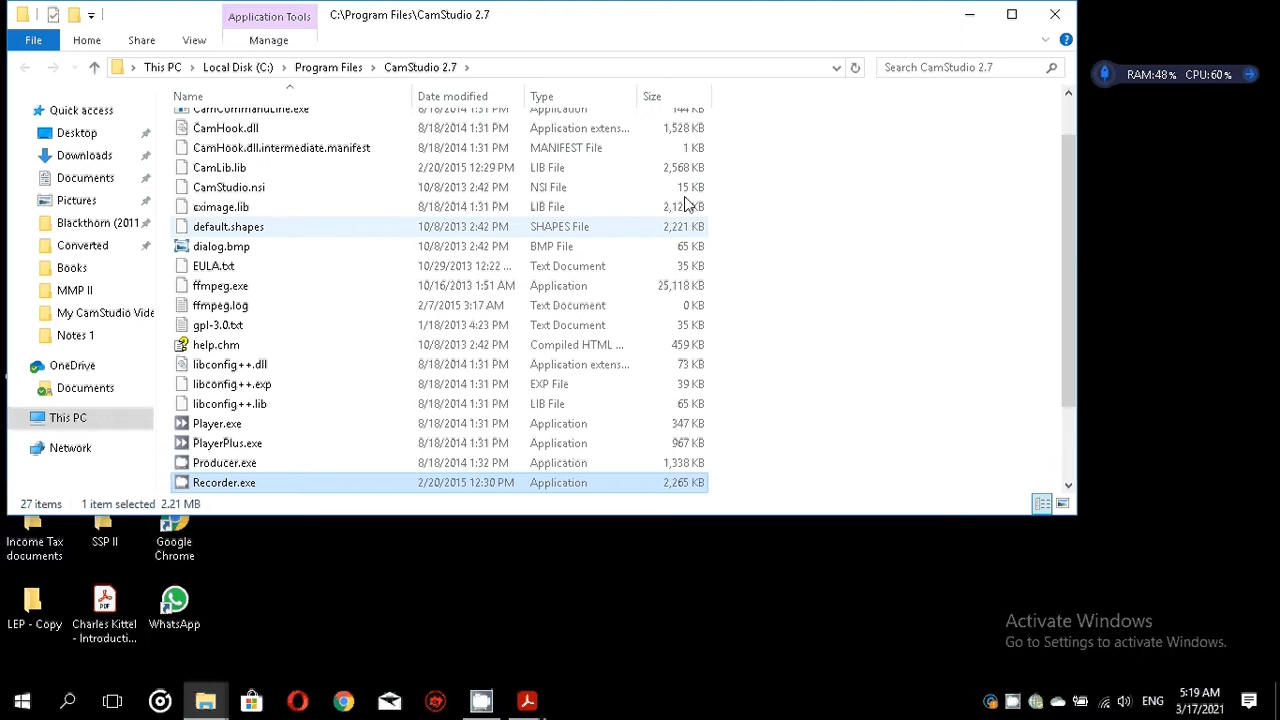 Application Tools
C:\Program Files\CamStudio 2.7
File
Home
Share
View
Manage
This PC > Local Disk (C:) > Program Files > CamStudio 2.7 >
Search CamStudio 2.7
Name
Date modified
Type
Size
CamCommandLine.exe 8/18/2014 1:31 PM Application 144 KB
CamHook.dll 8/18/2014 1:31 PM Application extens... 1,528 KB
CamHook.dll.intermediate.manifest 8/18/2014 1:31 PM MANIFEST File 1 KB
CamLib.lib 2/20/2015 12:29 PM LIB File 2,568 KB
CamStudio.nsi 10/8/2013 2:42 PM NSI File 15 KB
cximage.lib 8/18/2014 1:31 PM LIB File KB
default.shapes 10/8/2013 2:42 PM SHAPES File 2,221 KB
dialog.bmp 10/8/2013 2:42 PM BMP File 65 KB
EULA.txt 10/29/2013 12:22 ... Text Document 35 KB
ffmpeg.exe 10/16/2013 1:51 AM Application 25,118 KB
ffmpeg.log 2/7/2015 3:17 AM Text Document 0 KB
gpl-3.0.txt 1/18/2013 4:23 PM Text Document 35 KB
help.chm 10/8/2013 2:42 PM Compiled HTML ... 459 KB
libconfig++.dll 8/18/2014 1:31 PM Application extens... 73 KB
libconfig++.exp 8/18/2014 1:31 PM EXP File 39 KB
libconfig++.lib 8/18/2014 1:31 PM LIB File 65 KB
Player.exe 8/18/2014 1:31 PM Application 347 KB
PlayerPlus.exe 8/18/2014 1:31 PM Application 967 KB
Producer.exe 8/18/2014 1:32 PM Application 1,338 KB
Recorder.exe 2/20/2015 12:30 PM Application 2,265 KB
Quick access
Desktop
Downloads
Documents
Pictures
Blackthorn (2011
Converted
Books
MMP II
My CamStudio Vide
Notes 1
OneDrive
Documents
This PC
Network
27 items 1 item selected 2.21 MB
RAM:48% CPU:60%
Income Tax
documents
SSP II
Google
Chrome
LEP - Copy
PDF
Charles Kittel
- Introducti...
WhatsApp
Activate Windows
Go to Settings to activate Windows.
ENG
5:19 AM
3/17/2021